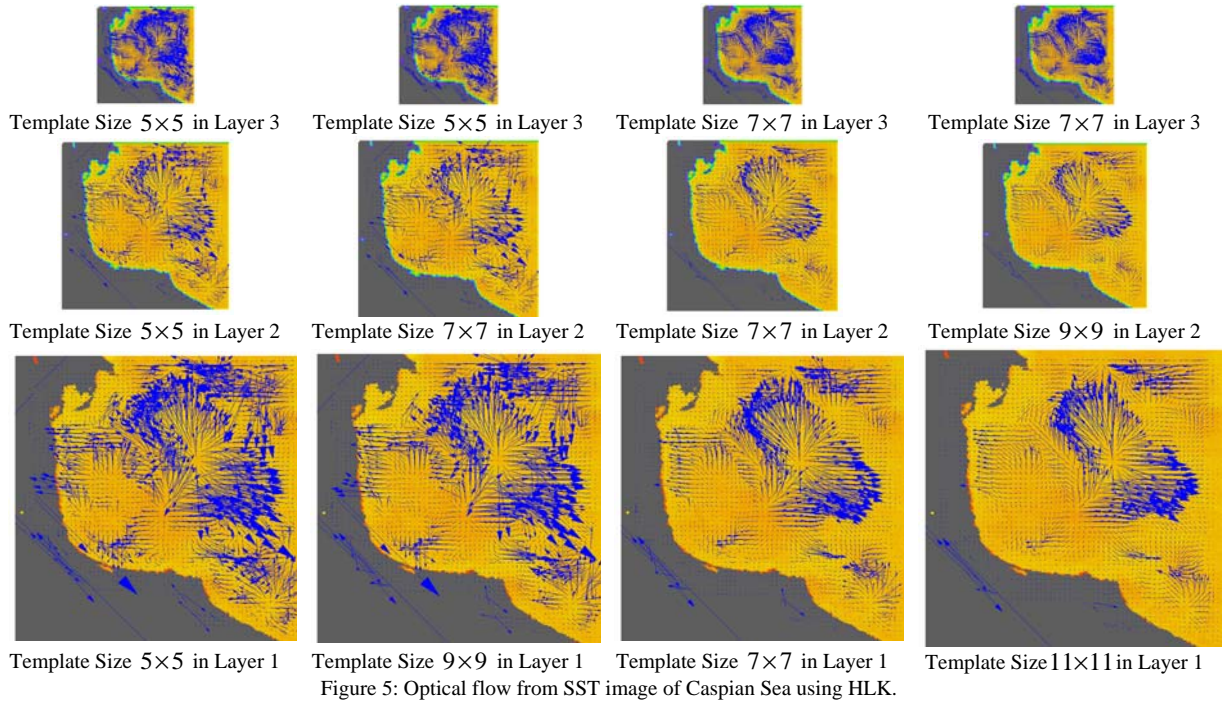 Template Size 5×5 in Layer 3 Template Size 5×5 in Layer 3 Template Size 7×7 in Layer 3 Template Size 7×7 in Layer 3
Template Size 5×5 in Layer 2 Template Size 7×7 in Layer 2 Template Size 7×7 in Layer 2 Template Size 9×9 in Layer 2
Template Size 5×5 in Layer 1 Template Size 9×9 in Layer 1 Template Size 7×7 in Layer 1 Template Size 11×11 in Layer 1
Figure 5: Optical flow from SST image of Caspian Sea using HLK.